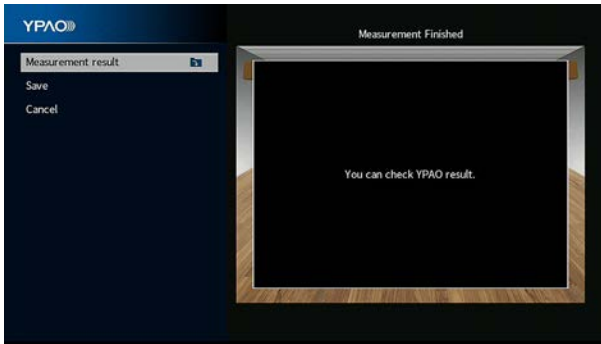 YPAO
Measurement Finished
Measurement result
Save
Cancel
You can check YPAO result.